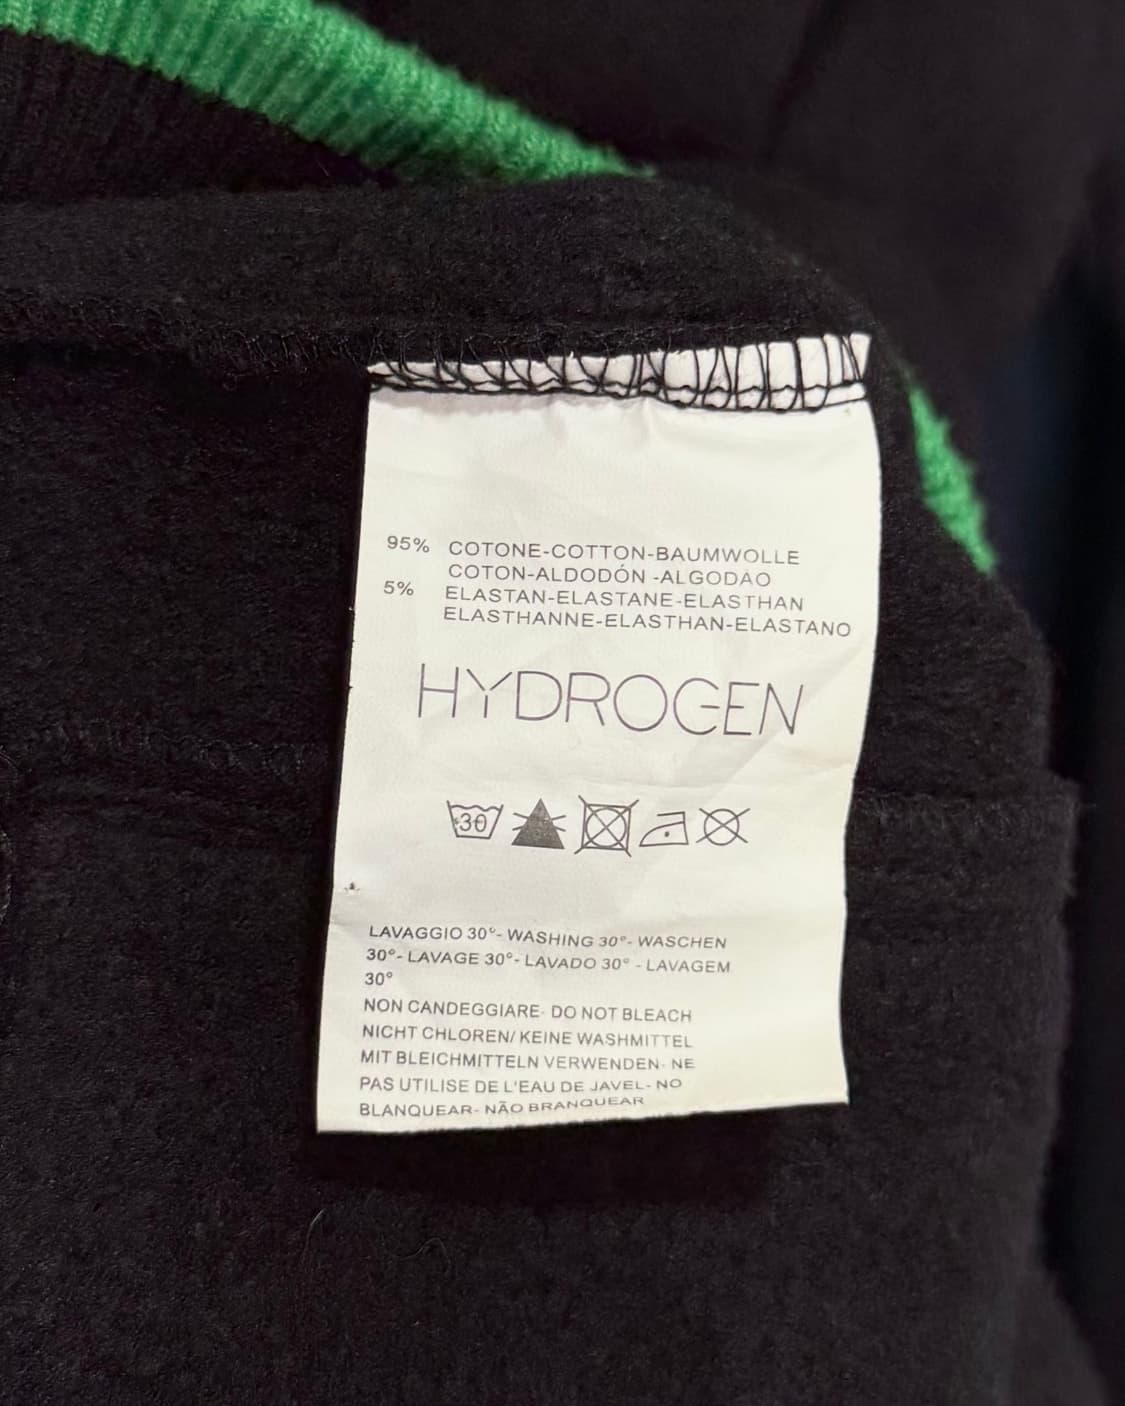 95% COTONE-COTTON-BAUMWOLLE
COTON-ALDODÓN -ALGODÃO
5% ELASTAN-ELASTANE-ELASTHAN
ELASTHANNE-ELASTHAN-ELASTANO
HYDROGEN
30
LAVAGGIO 30°- WASHING 30°- WASCHEN
30°- LAVAGE 30°- LAVADO 30° - LAVAGEM
30°
NON CANDEGGIARE- DO NOT BLEACH
NICHT CHLOREN/ KEINE WASHMITTEL
MIT BLEICHMITTELN VERWENDEN- NE
PAS UTILISE DE L'EAU DE JAVEL- NO
BLANQUEAR- NÃO BRANQUEAR